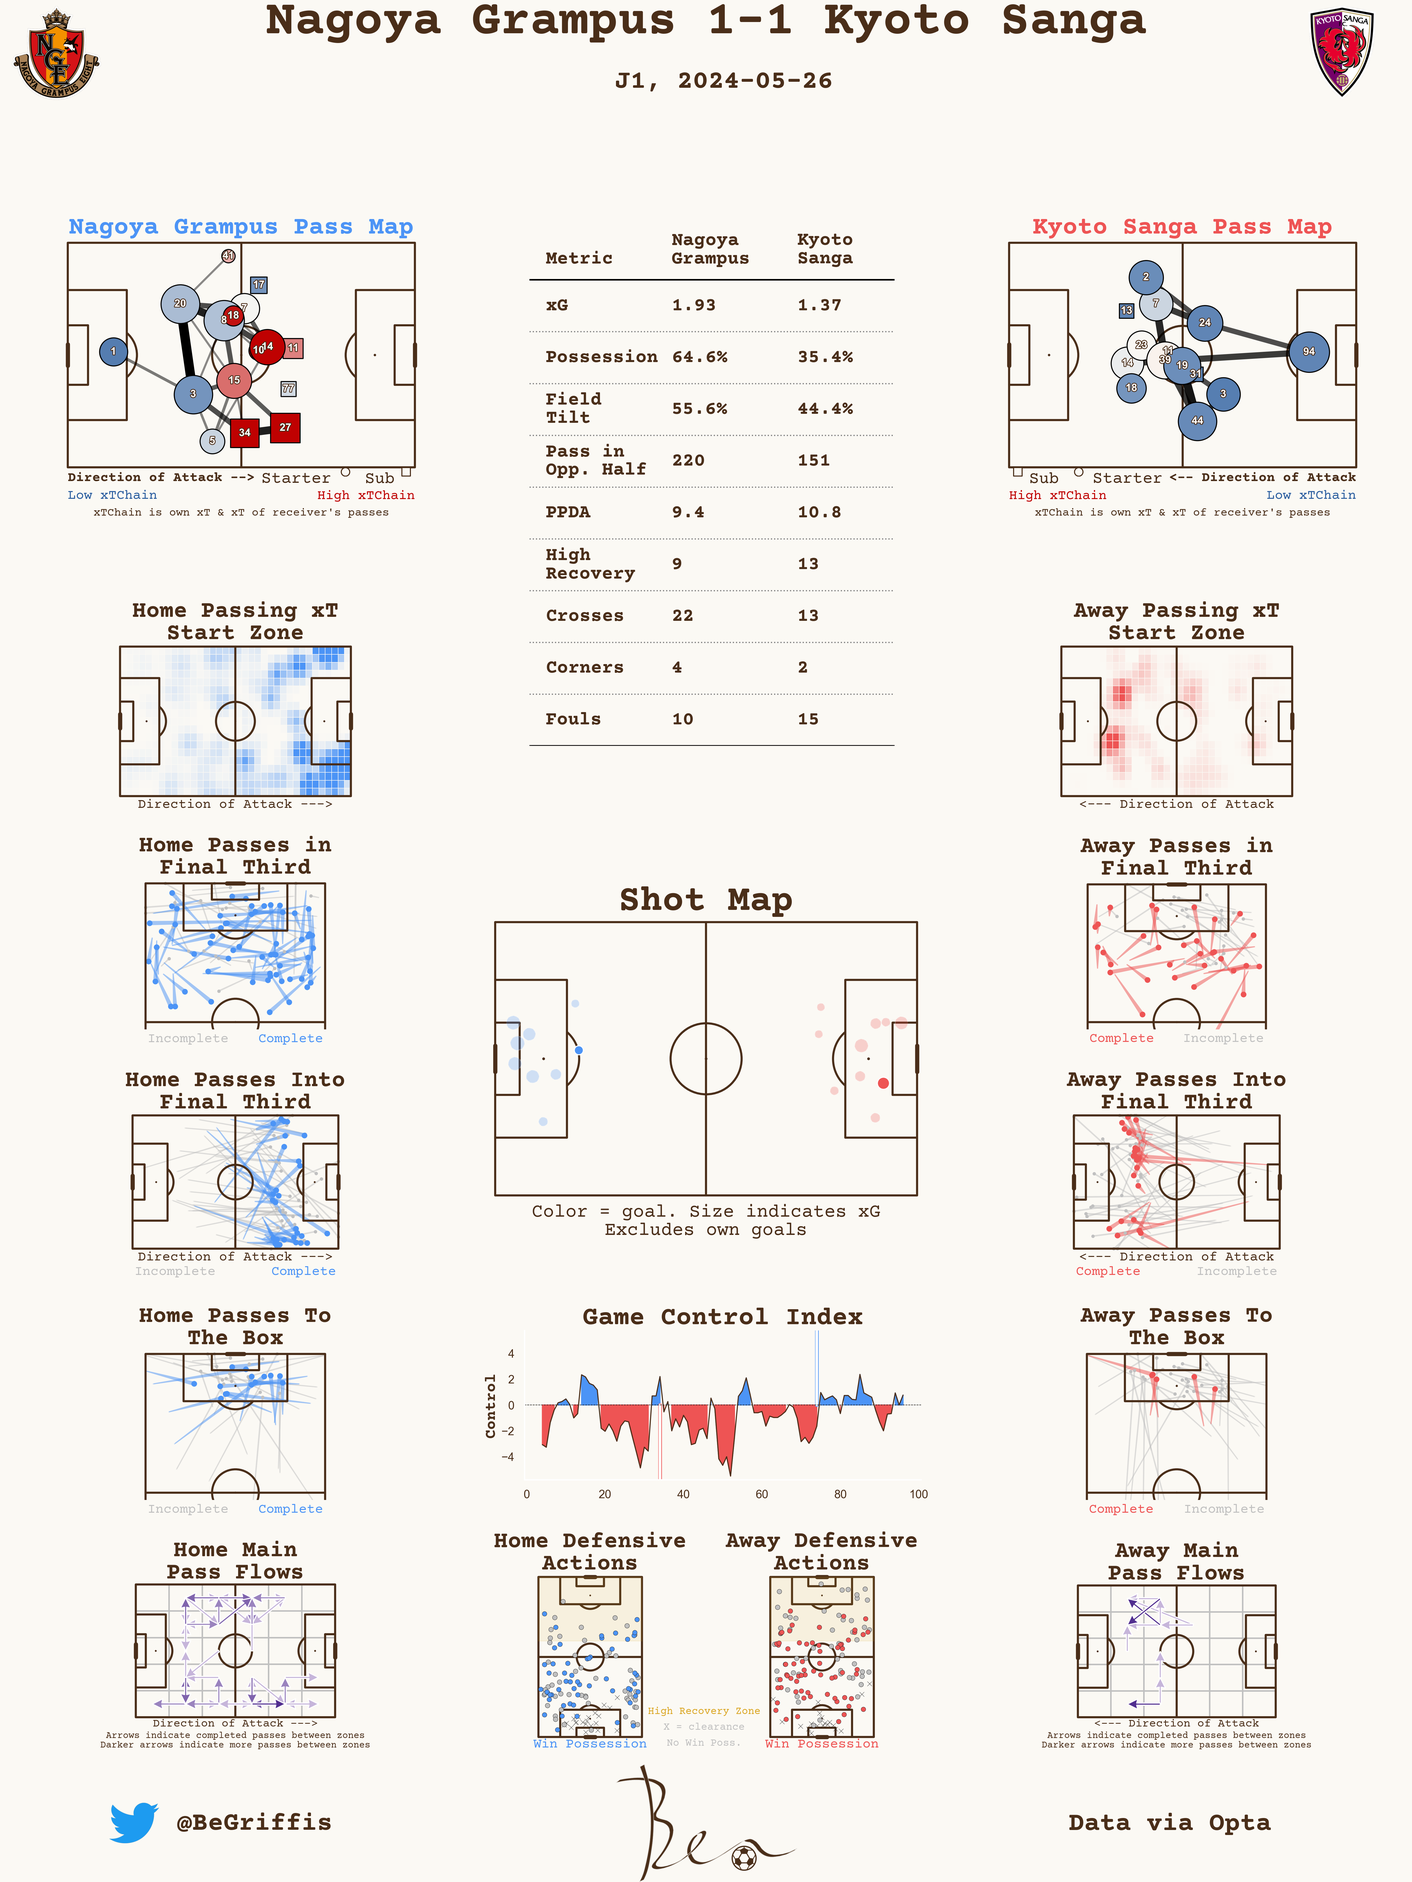 Nagoya Grampus 1-1 Kyoto Sanga
J1, 2024-05-26
NAGOYA GRAMPUS EIGHT
KYOTO SANGA
Nagoya Grampus Pass Map
41
17
20
7
8
18
10
14
11
1
15
3
77
5
34
27
Direction of Attack --> Starter Sub
Low xTChain High xTChain
xTChain is own xT & xT of receiver's passes
Metric Nagoya Grampus Kyoto Sanga
xG 1.93 1.37
Possession 64.6% 35.4%
Field Tilt 55.6% 44.4%
Pass in Opp. Half 220 151
PPDA 9.4 10.8
High Recovery 9 13
Crosses 22 13
Corners 4 2
Fouls 10 15
Kyoto Sanga Pass Map
2
7
13
24
23
11
94
14
39
19
31
18
3
44
Sub Starter <-- Direction of Attack
High xTChain Low xTChain
xTChain is own xT & xT of receiver's passes
Home Passing xT
Start Zone
Direction of Attack --->
Away Passing xT
Start Zone
<--- Direction of Attack
Home Passes in
Final Third
Incomplete Complete
Away Passes in
Final Third
Complete Incomplete
Shot Map
Color = goal. Size indicates xG
Excludes own goals
Home Passes Into
Final Third
Direction of Attack --->
Incomplete Complete
Away Passes Into
Final Third
<--- Direction of Attack
Complete Incomplete
Home Passes To
The Box
Incomplete Complete
Game Control Index
Control
4
2
0
−2
−4
0 20 40 60 80 100
Away Passes To
The Box
Complete Incomplete
Home Main
Pass Flows
Direction of Attack --->
Arrows indicate completed passes between zones
Darker arrows indicate more passes between zones
Home Defensive
Actions
Win Possession
Away Defensive
Actions
Win Possession
High Recovery Zone
X = clearance
No Win Poss.
Away Main
Pass Flows
<--- Direction of Attack
Arrows indicate completed passes between zones
Darker arrows indicate more passes between zones
@BeGriffis
Ben
Data via Opta